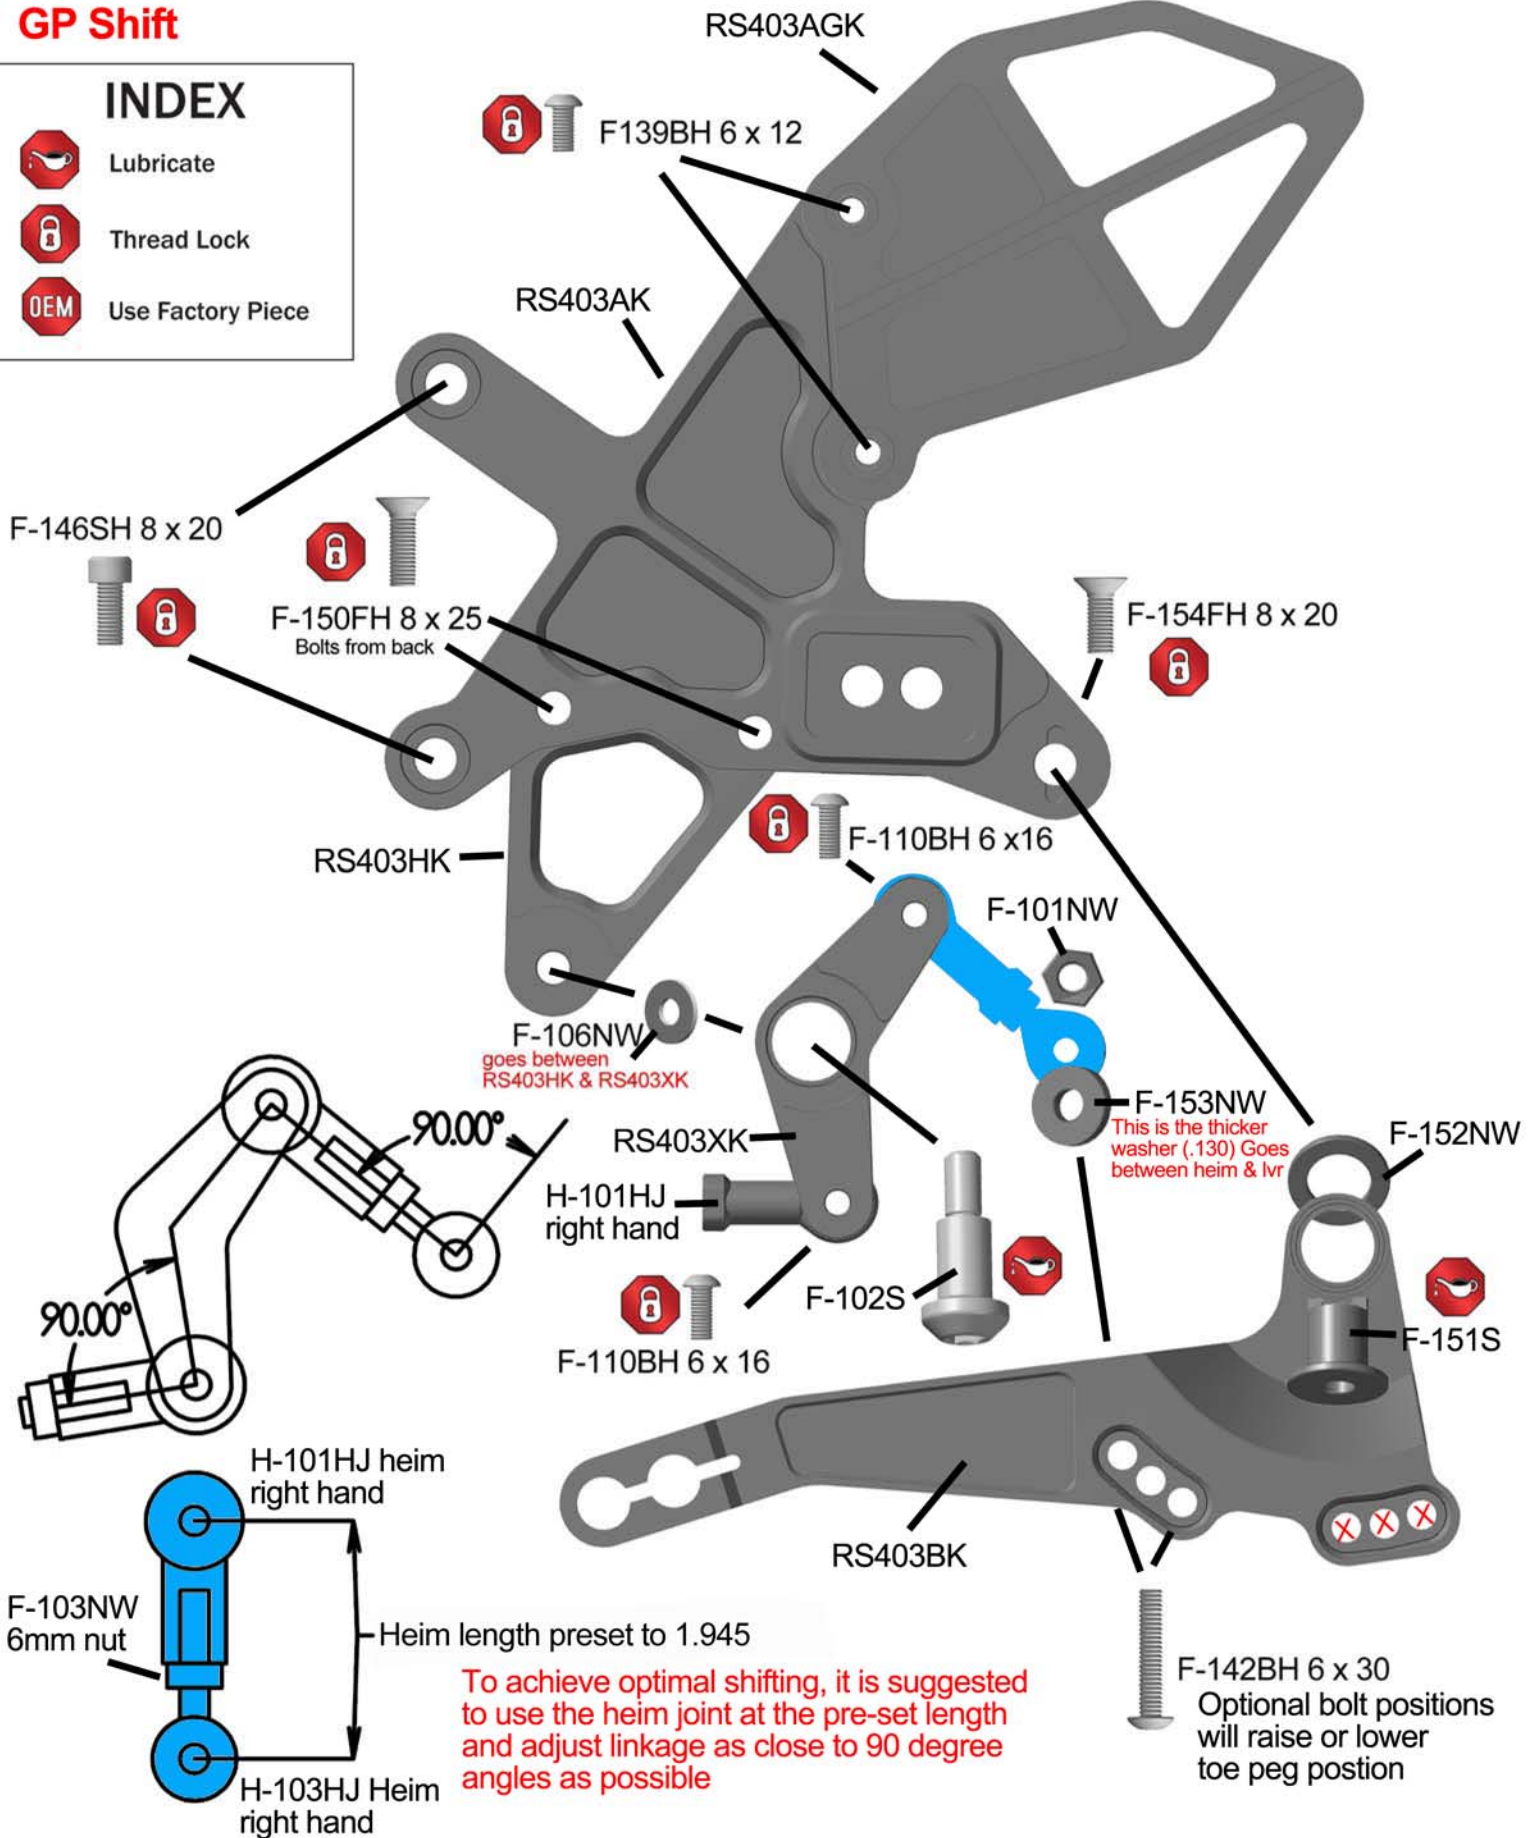 GP Shift
INDEX
Lubricate
Thread Lock
OEM
Use Factory Piece
RS403AGK
F139BH 6 x 12
RS403AK
F-146SH 8 x 20
F-150FH 8 x 25
Bolts from back
F-154FH 8 x 20
RS403HK
F-110BH 6 x16
F-101NW
F-106NW
goes between
RS403HK & RS403XK
F-153NW
This is the thicker
washer (.130) Goes
between heim & lvr
F-152NW
RS403XK
H-101HJ
right hand
F-102S
F-151S
F-110BH 6 x 16
90.00°
90.00°
RS403BK
X X X
H-101HJ heim
right hand
F-103NW
6mm nut
Heim length preset to 1.945
H-103HJ Heim
right hand
To achieve optimal shifting, it is suggested
to use the heim joint at the pre-set length
and adjust linkage as close to 90 degree
angles as possible
F-142BH 6 x 30
Optional bolt positions
will raise or lower
toe peg postion